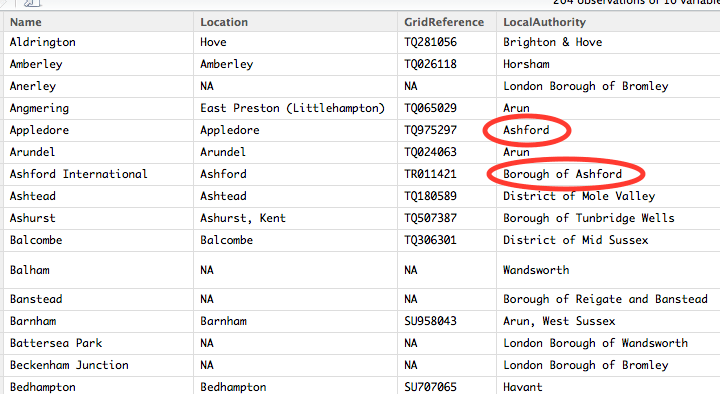 264 observations of 10 variable
Name Location GridReference LocalAuthority
Aldrington Hove TQ281056 Brighton & Hove
Amberley Amberley TQ026118 Horsham
Anerley NA NA London Borough of Bromley
Angmering East Preston (Littlehampton) TQ065029 Arun
Appledore Appledore TQ975297 Ashford
Arundel Arundel TQ024063 Arun
Ashford International Ashford TR011421 Borough of Ashford
Ashtead Ashtead TQ180589 District of Mole Valley
Ashurst Ashurst, Kent TQ507387 Borough of Tunbridge Wells
Balcombe Balcombe TQ306301 District of Mid Sussex
Balham NA NA Wandsworth
Banstead NA NA Borough of Reigate and Banstead
Barnham Barnham SU958043 Arun, West Sussex
Battersea Park NA NA London Borough of Wandsworth
Beckenham Junction NA NA London Borough of Bromley
Bedhampton Bedhampton SU707065 Havant